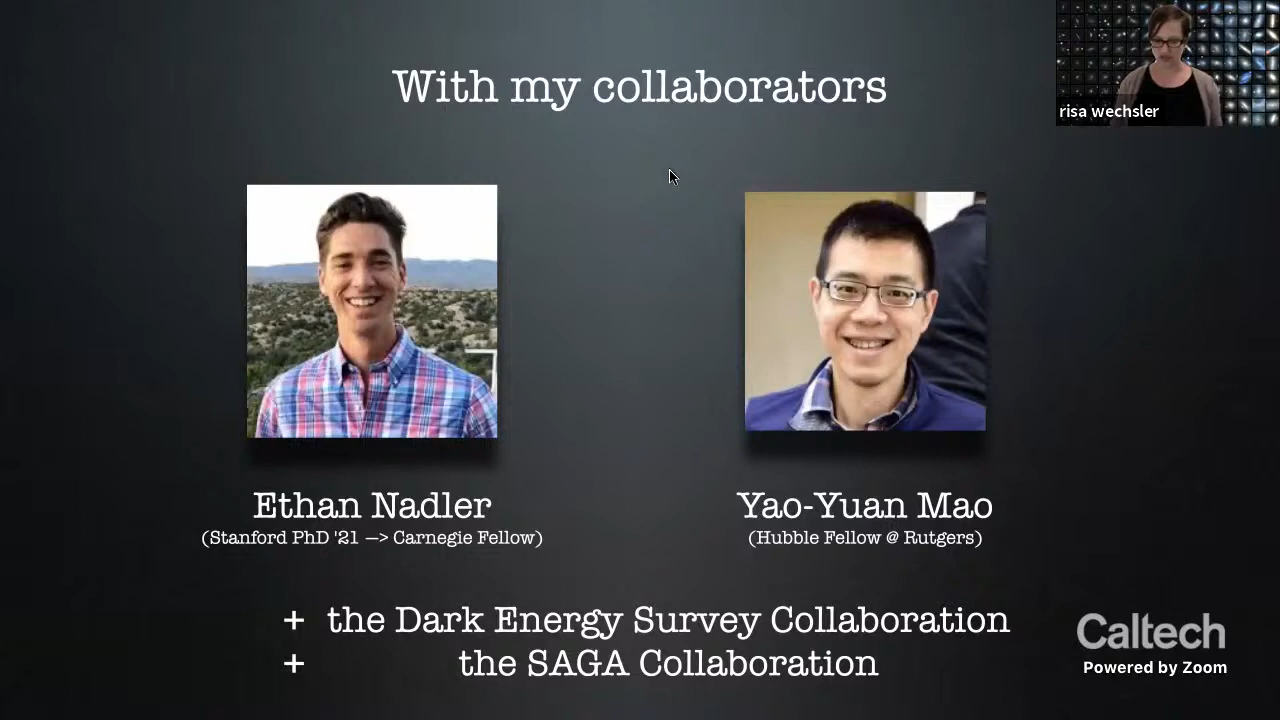 With my collaborators
risa wechsler
Ethan Nadler
(Stanford PhD '21 —> Carnegie Fellow)
Yao-Yuan Mao
(Hubble Fellow @ Rutgers)
+ the Dark Energy Survey Collaboration
+ the SAGA Collaboration
Caltech
Powered by Zoom